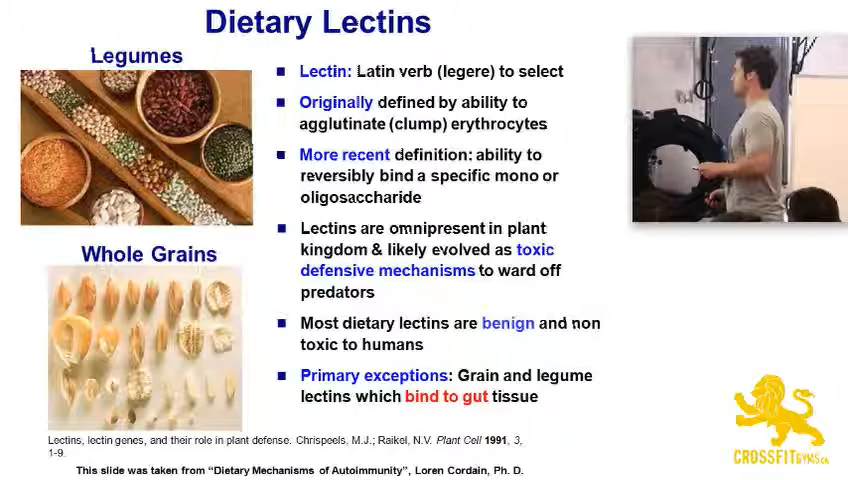 Dietary Lectins
Legumes
Whole Grains
Lectin: Latin verb (legere) to select
Originally defined by ability to
agglutinate (clump) erythrocytes
More recent definition: ability to
reversibly bind a specific mono or
oligosaccharide
Lectins are omnipresent in plant
kingdom & likely evolved as toxic
defensive mechanisms to ward off
predators
Most dietary lectins are benign and non
toxic to humans
Primary exceptions: Grain and legume
lectins which bind to gut tissue
Lectins, lectin genes, and their role in plant defense. Chrispeels, M.J.; Raikel, N.V. Plant Cell 1991, 3,
1-9.
This slide was taken from “Dietary Mechanisms of Autoimmunity”, Loren Cordain, Ph. D.
CROSSFITGYMS.CA